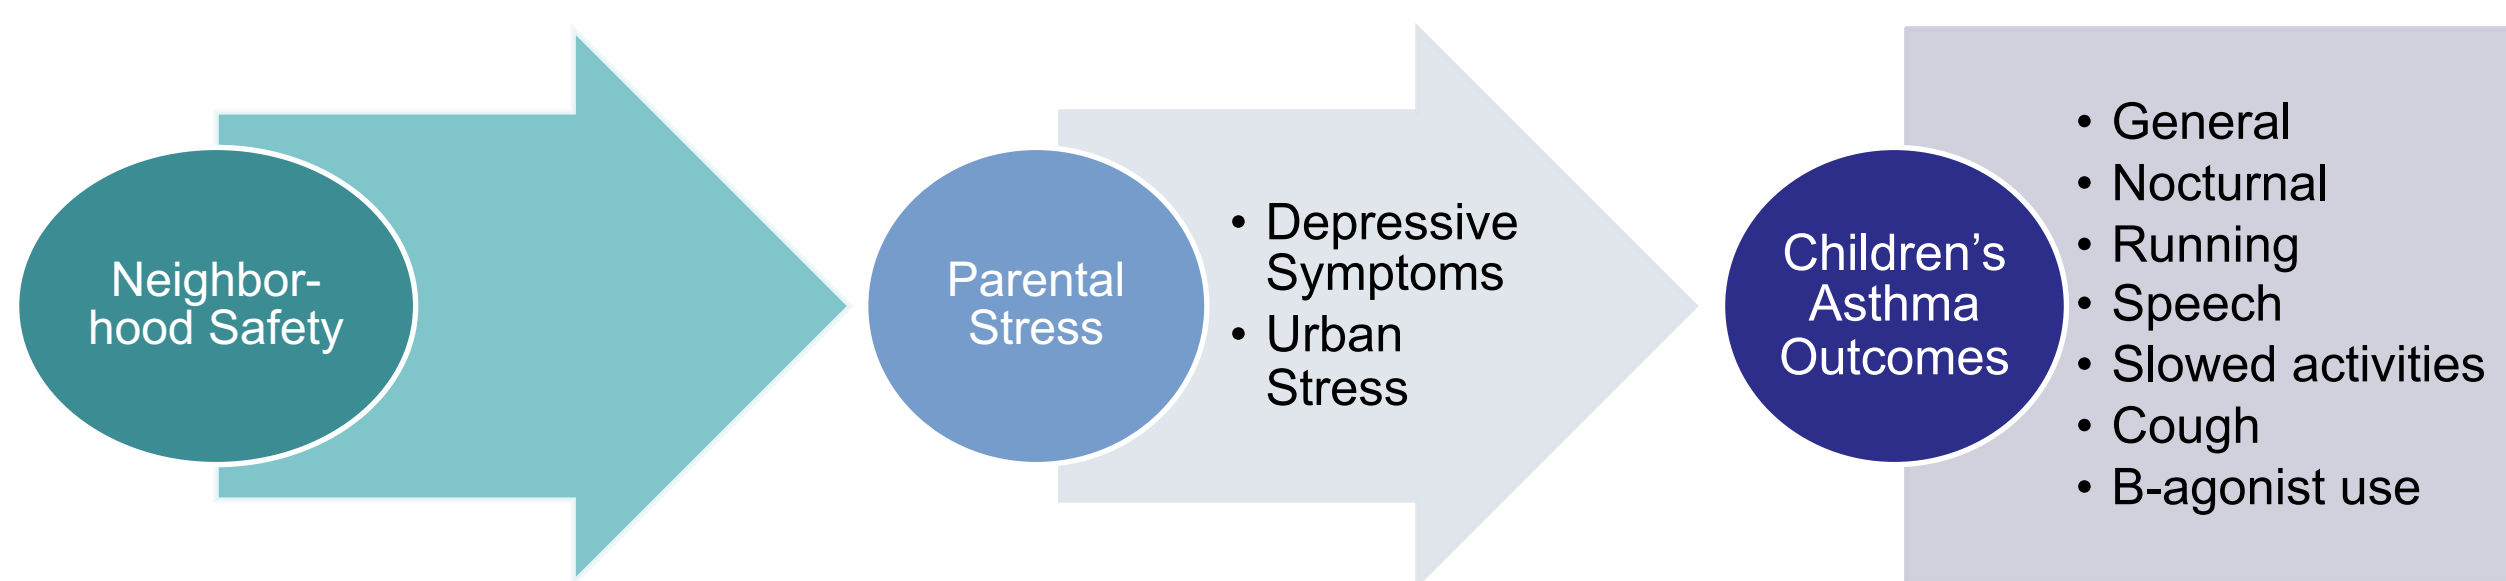 Neighbor-
hood Safety
Parental
Stress
• Depressive
Symptoms
• Urban
Stress
Children’s
Asthma
Outcomes
• General
• Nocturnal
• Running
• Speech
• Slowed activities
• Cough
• B-agonist use